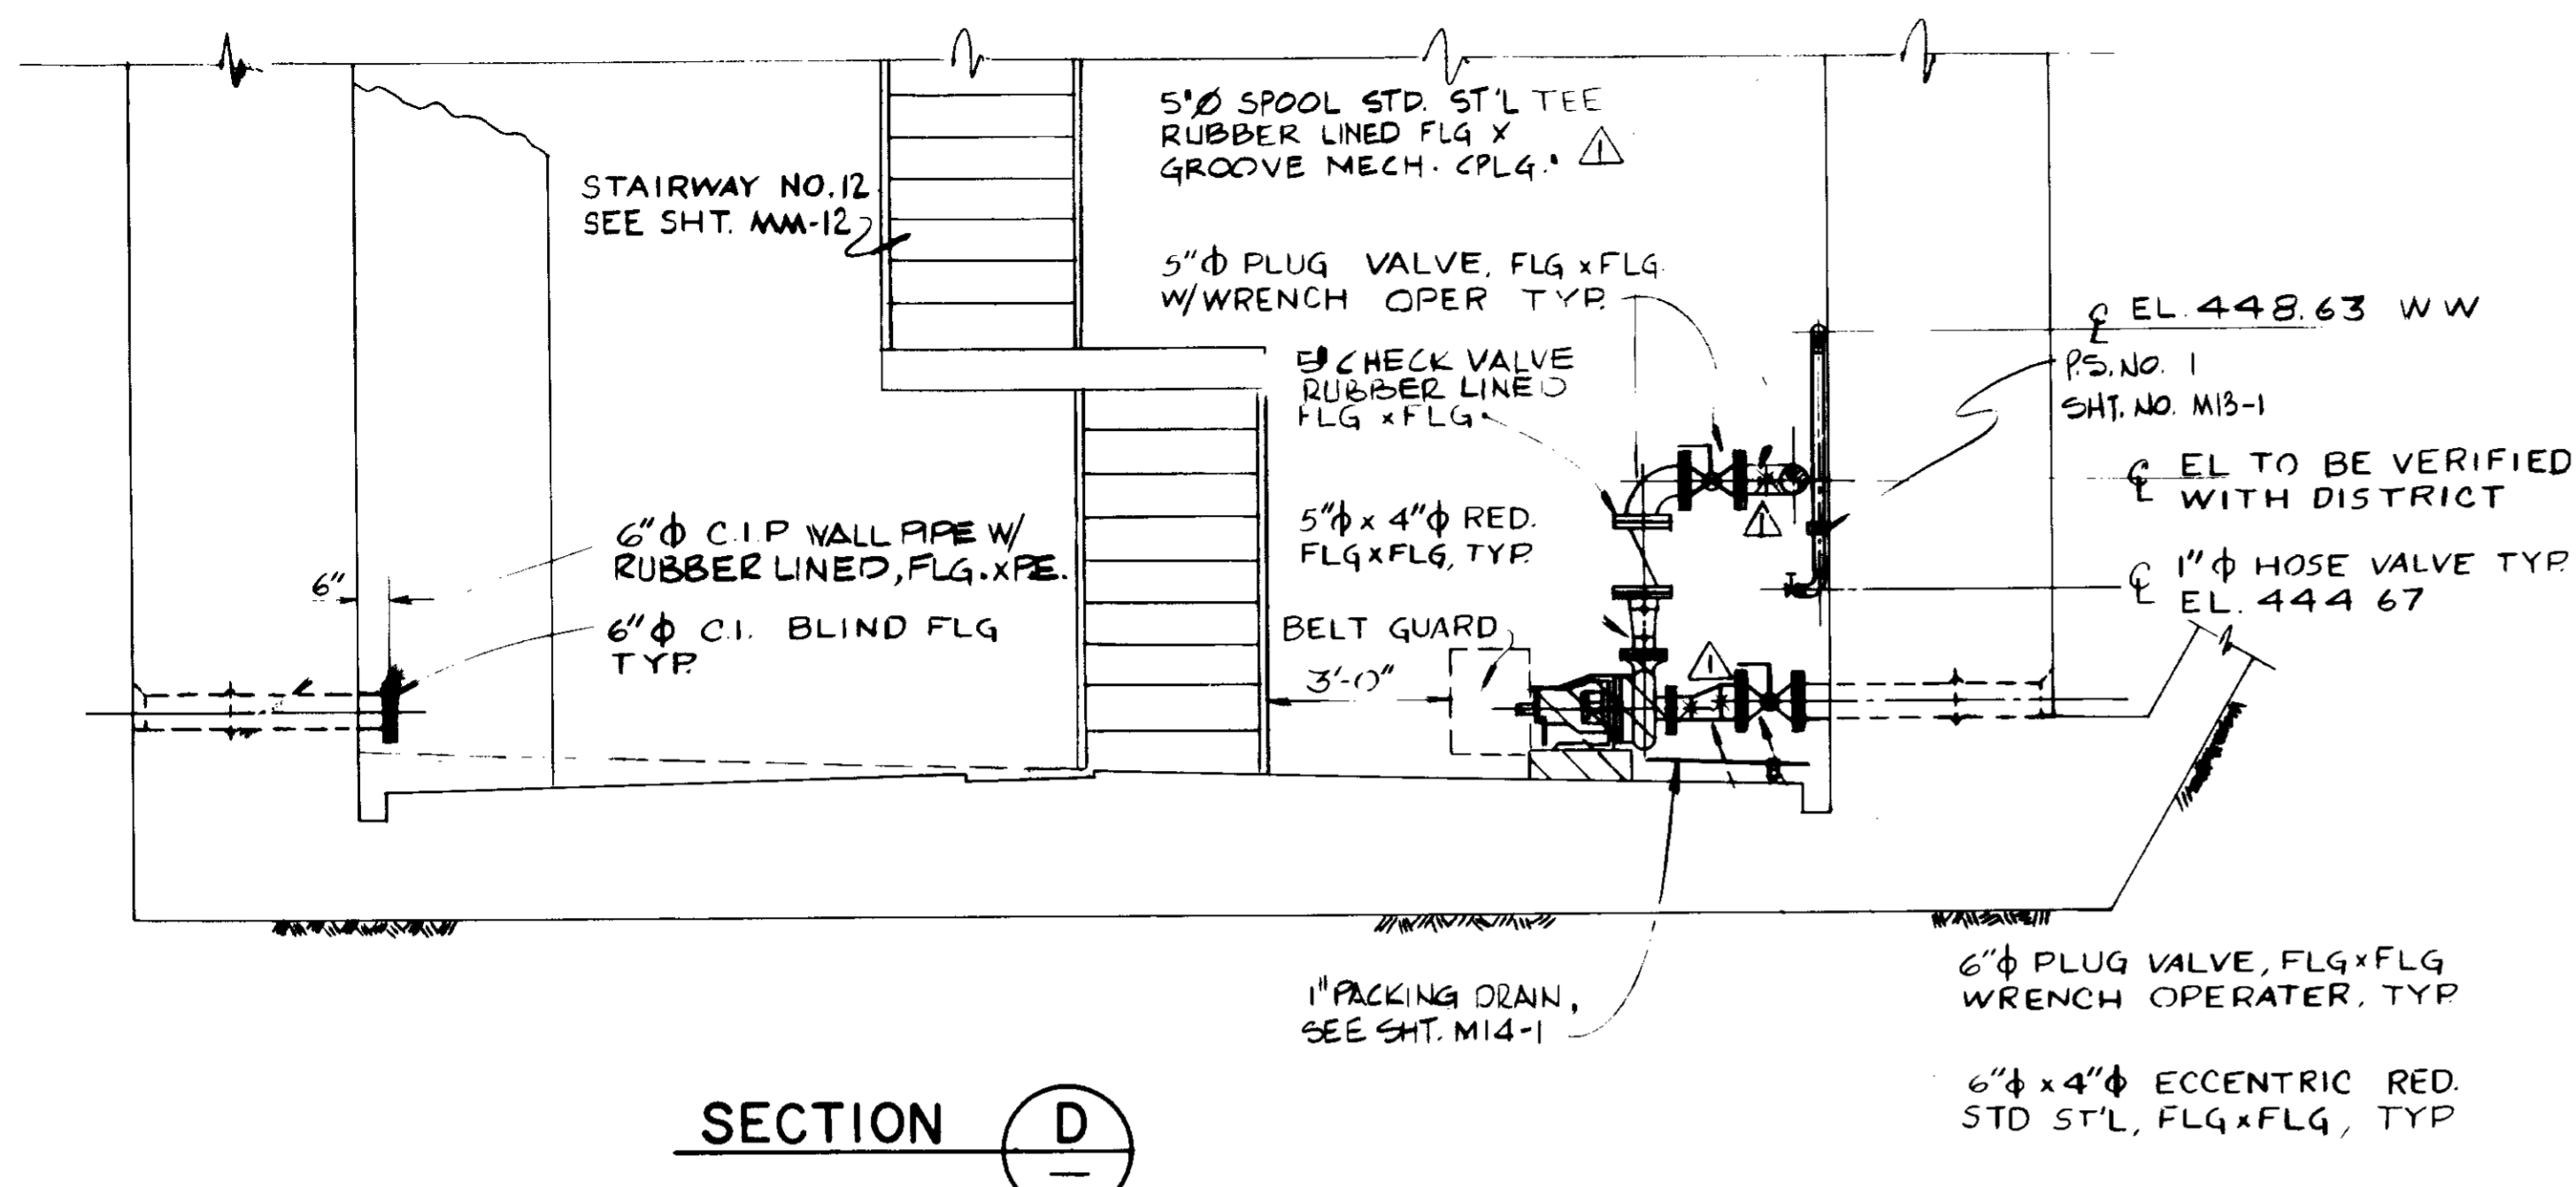 5"Ø SPOOL STD. ST'L TEE
RUBBER LINED FLG X
GROOVE MECH. CPLG.
1
STAIRWAY NO. 12
SEE SHT. MM-12
5"ϕ PLUG VALVE, FLG x FLG.
W/WRENCH OPER TYP.
℄ EL. 448.63 W W
P.S. NO. 1
SHT. NO. M13-1
5" CHECK VALVE
RUBBER LINED
FLG x FLG
℄ EL TO BE VERIFIED
WITH DISTRICT
5"ϕ x 4"ϕ RED.
FLG x FLG, TYP.
1
6"ϕ C.I.P WALL PIPE W/
RUBBER LINED, FLG. x PE.
6"
℄ 1"ϕ HOSE VALVE TYP.
EL. 444 67
6"ϕ C.I. BLIND FLG
TYP.
BELT GUARD
3'-0"
1
1" PACKING DRAIN,
SEE SHT. M14-1
6"ϕ PLUG VALVE, FLG x FLG
WRENCH OPERATER, TYP.
6"ϕ x 4"ϕ ECCENTRIC RED.
STD ST'L, FLG x FLG, TYP
SECTION D
—